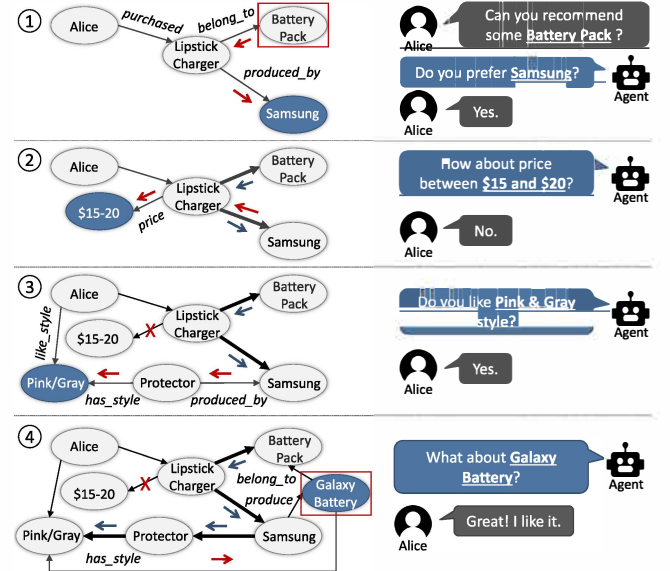 1
Alice
purchased
belong_to
Battery
Pack
Lipstick
Charger
produced_by
Samsung
Can you recommend
some Battery Pack ?
Alice
Do you prefer Samsung?
Agent
Yes.
Alice
2
Alice
Battery
Pack
Lipstick
Charger
$15-20
price
Samsung
How about price
between $15 and $20?
Agent
No.
Alice
3
Alice
Battery
Pack
like_style
$15-20
Lipstick
Charger
Pink/Gray
Protector
Samsung
has_style
produced_by
Do you like Pink & Gray
style?
Agent
Yes.
Alice
4
Alice
Battery
Pack
Lipstick
Charger
belong_to
$15-20
produce
Galaxy
Battery
Pink/Gray
Protector
Samsung
has_style
What about Galaxy
Battery?
Agent
Great! I like it.
Alice